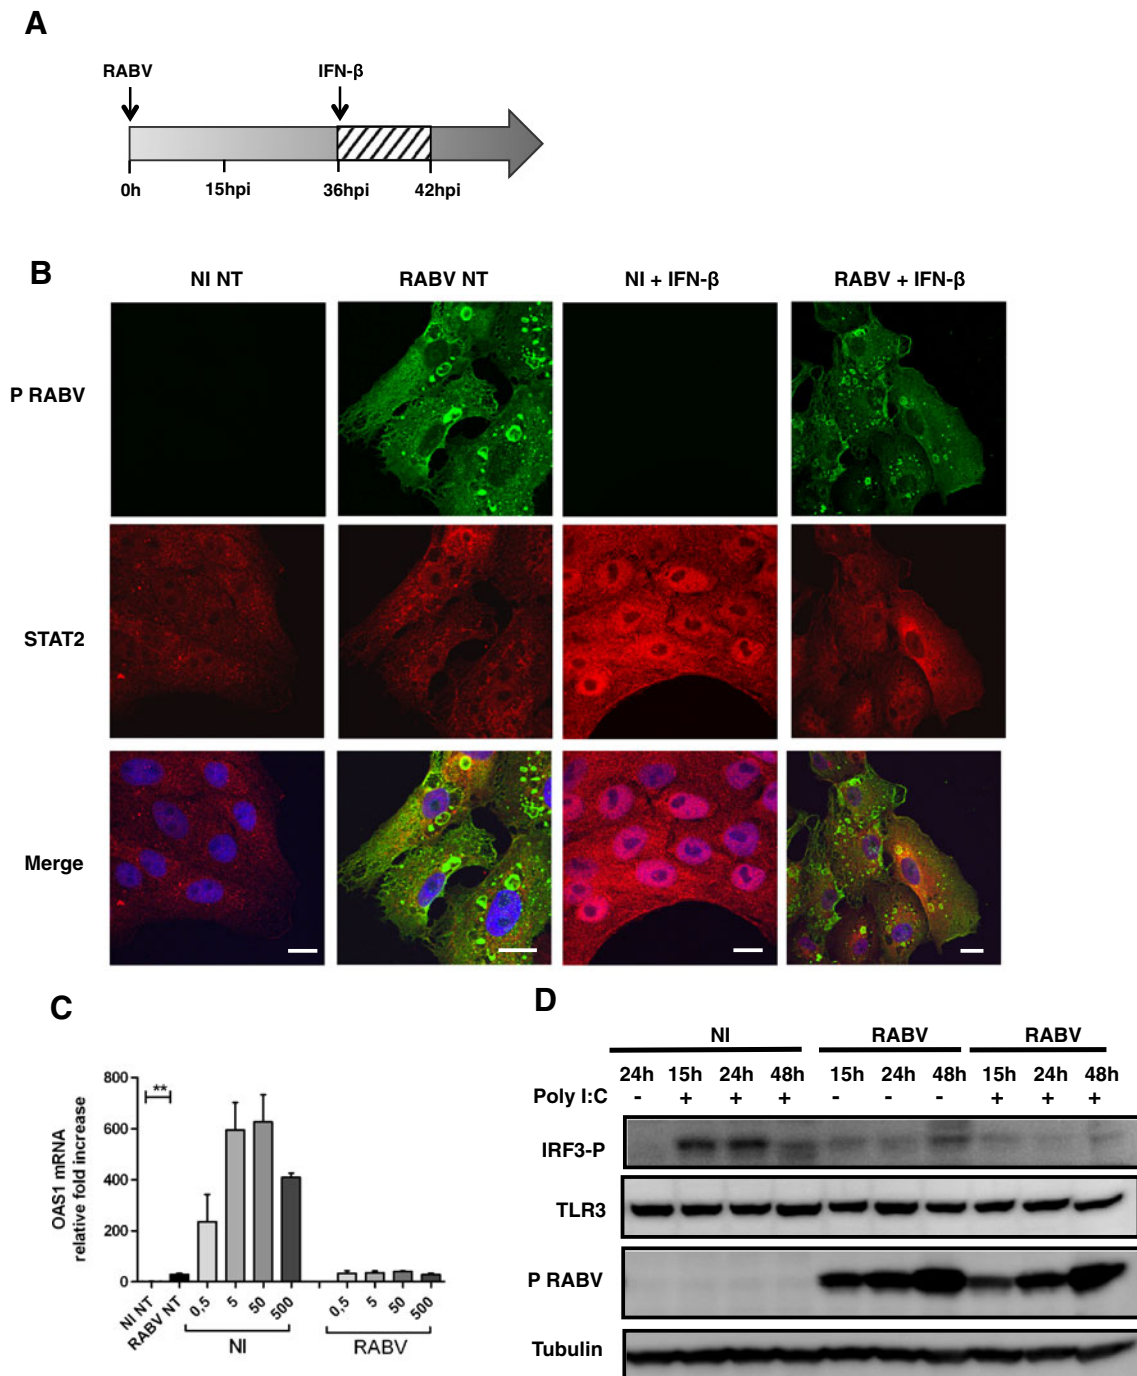 A
RABV IFN-β
0h 15hpi 36hpi 42hpi
B
NI NT RABV NT NI + IFN-β RABV + IFN-β
P RABV
STAT2
Merge
C
OAS1 mRNA
relative fold increase
800
600
400
200
0
**
NI NT RABV NT 0,5 5 50 500 0,5 5 50 500
NI RABV
D
NI RABV RABV
24h 15h 24h 48h 15h 24h 48h 15h 24h 48h
Poly I:C - + + + - - - + + +
IRF3-P
TLR3
P RABV
Tubulin